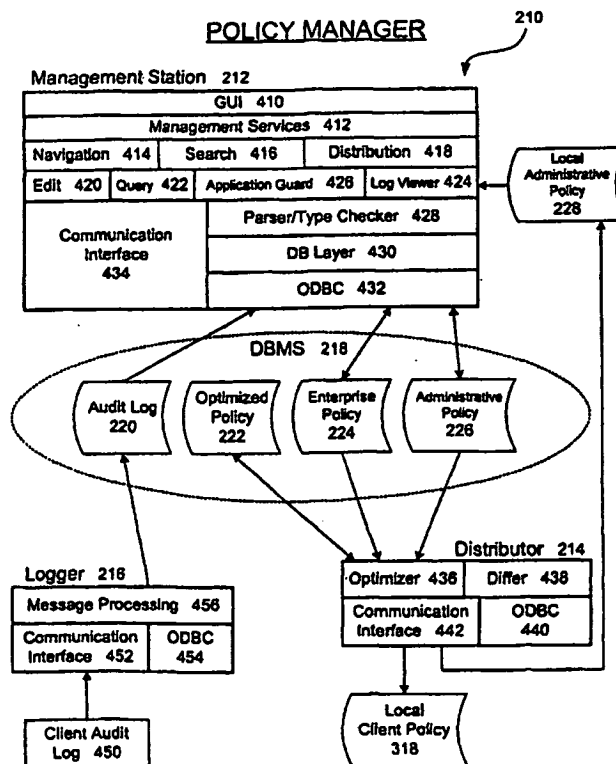 POLICY MANAGER
210
Management Station 212
GUI 410
Management Services 412
Navigation 414
Search 416
Distribution 418
Edit 420
Query 422
Application Guard 426
Log Viewer 424
Local
Administrative
Policy
228
Communication
Interface
434
Parser/Type Checker 428
DB Layer 430
ODBC 432
DBMS 218
Audit Log
220
Optimized
Policy
222
Enterprise
Policy
224
Administrative
Policy
226
Distributor 214
Optimizer 436
Differ 438
Communication
Interface 442
ODBC
440
Logger 216
Message Processing 456
Communication
Interface 452
ODBC
454
Client Audit
Log 450
Local
Client Policy
318